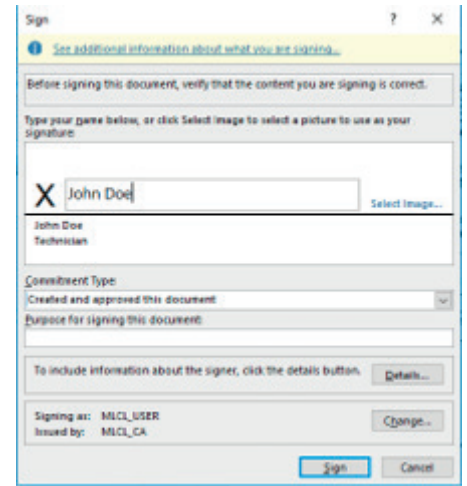 Sign ? ×
See additional information about what you are signing...
Before signing this document, verify that the content you are signing is correct.
Type your name below, or click Select Image to select a picture to use as your
signature:
X John Doe
Select Image...
John Doe
Technician
Commitment Type:
Created and approved this document
Purpose for signing this document:
To include information about the signer, click the details button. Details...
Signing as: MLCL_USER Change...
Issued by: MLCL_CA
Sign Cancel